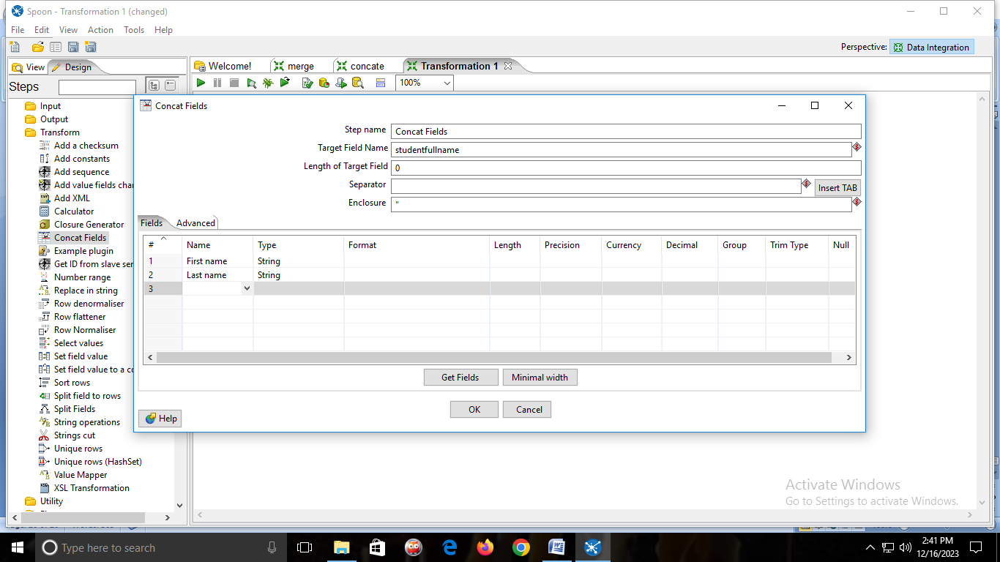 Spoon - Transformation 1 (changed)
File Edit View Action Tools Help
Perspective: Data Integration
View Design
Welcome! merge concate Transformation 1
Steps
100%
Input
Output
Transform
Add a checksum
Add constants
Add sequence
Add value fields chan
Add XML
Calculator
Closure Generator
Concat Fields
Example plugin
Get ID from slave ser
Number range
Replace in string
Row denormaliser
Row flattener
Row Normaliser
Select values
Set field value
Set field value to a co
Sort rows
Split field to rows
Split Fields
String operations
Strings cut
Unique rows
Unique rows (HashSet)
Value Mapper
XSL Transformation
Utility
Concat Fields
Step name Concat Fields
Target Field Name studentfullname
Length of Target Field 0
Separator Insert TAB
Enclosure "
Fields Advanced
# Name Type Format Length Precision Currency Decimal Group Trim Type Null
1 First name String
2 Last name String
3
Get Fields Minimal width
OK Cancel
Help
Activate Windows
Go to Settings to activate Windows.
Type here to search
2:41 PM
12/16/2023